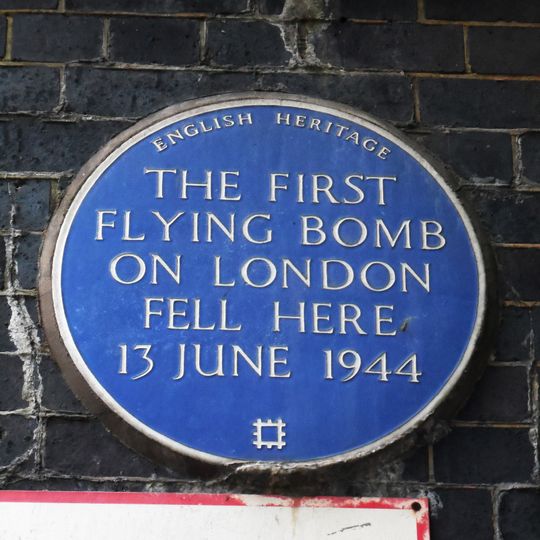 ENGLISH HERITAGE
THE FIRST
FLYING BOMB
ON LONDON
FELL HERE
13 JUNE 1944